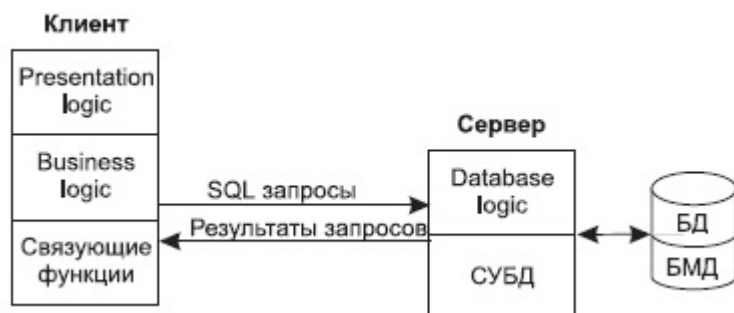 Клиент
Presentation
logic
Business
logic
Связующие
функции
SQL запросы
Результаты запросов
Сервер
Database
logic
СУБД
БД
БМД